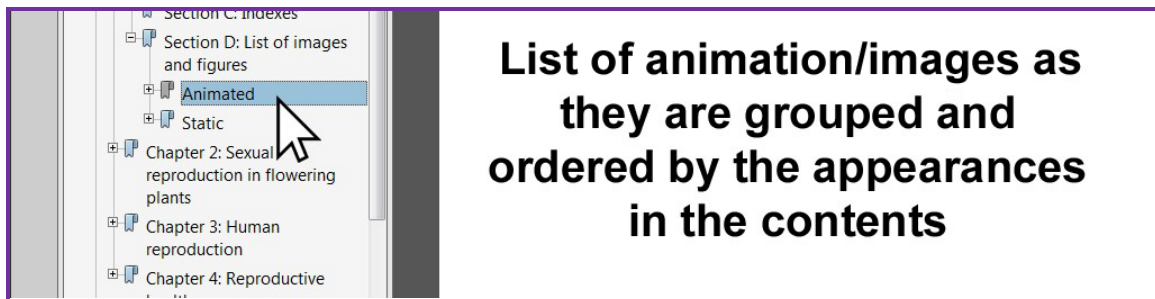 Section C: Indexes
Section D: List of images
and figures
Animated
Static
Chapter 2: Sexual
reproduction in flowering
plants
Chapter 3: Human
reproduction
Chapter 4: Reproductive
List of animation/images as
they are grouped and
ordered by the appearances
in the contents